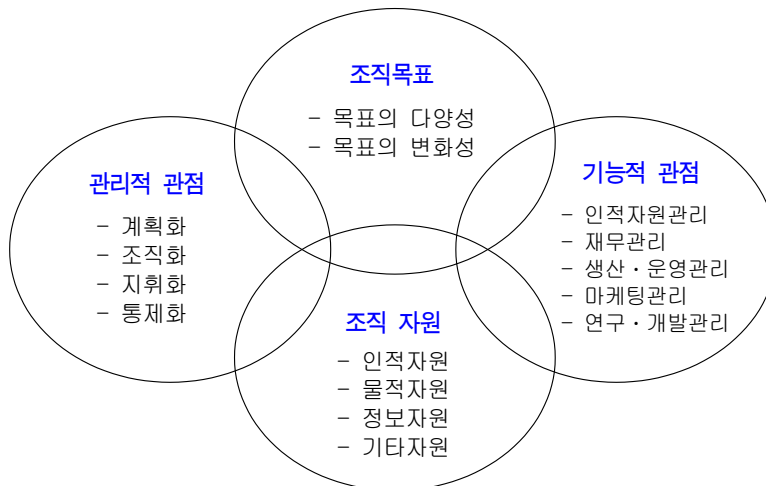 조직목표
- 목표의 다양성
- 목표의 변화성
관리적 관점
- 계획화
- 조직화
- 지휘화
- 통제화
기능적 관점
- 인적자원관리
- 재무관리
- 생산·운영관리
- 마케팅관리
- 연구·개발관리
조직 자원
- 인적자원
- 물적자원
- 정보자원
- 기타자원